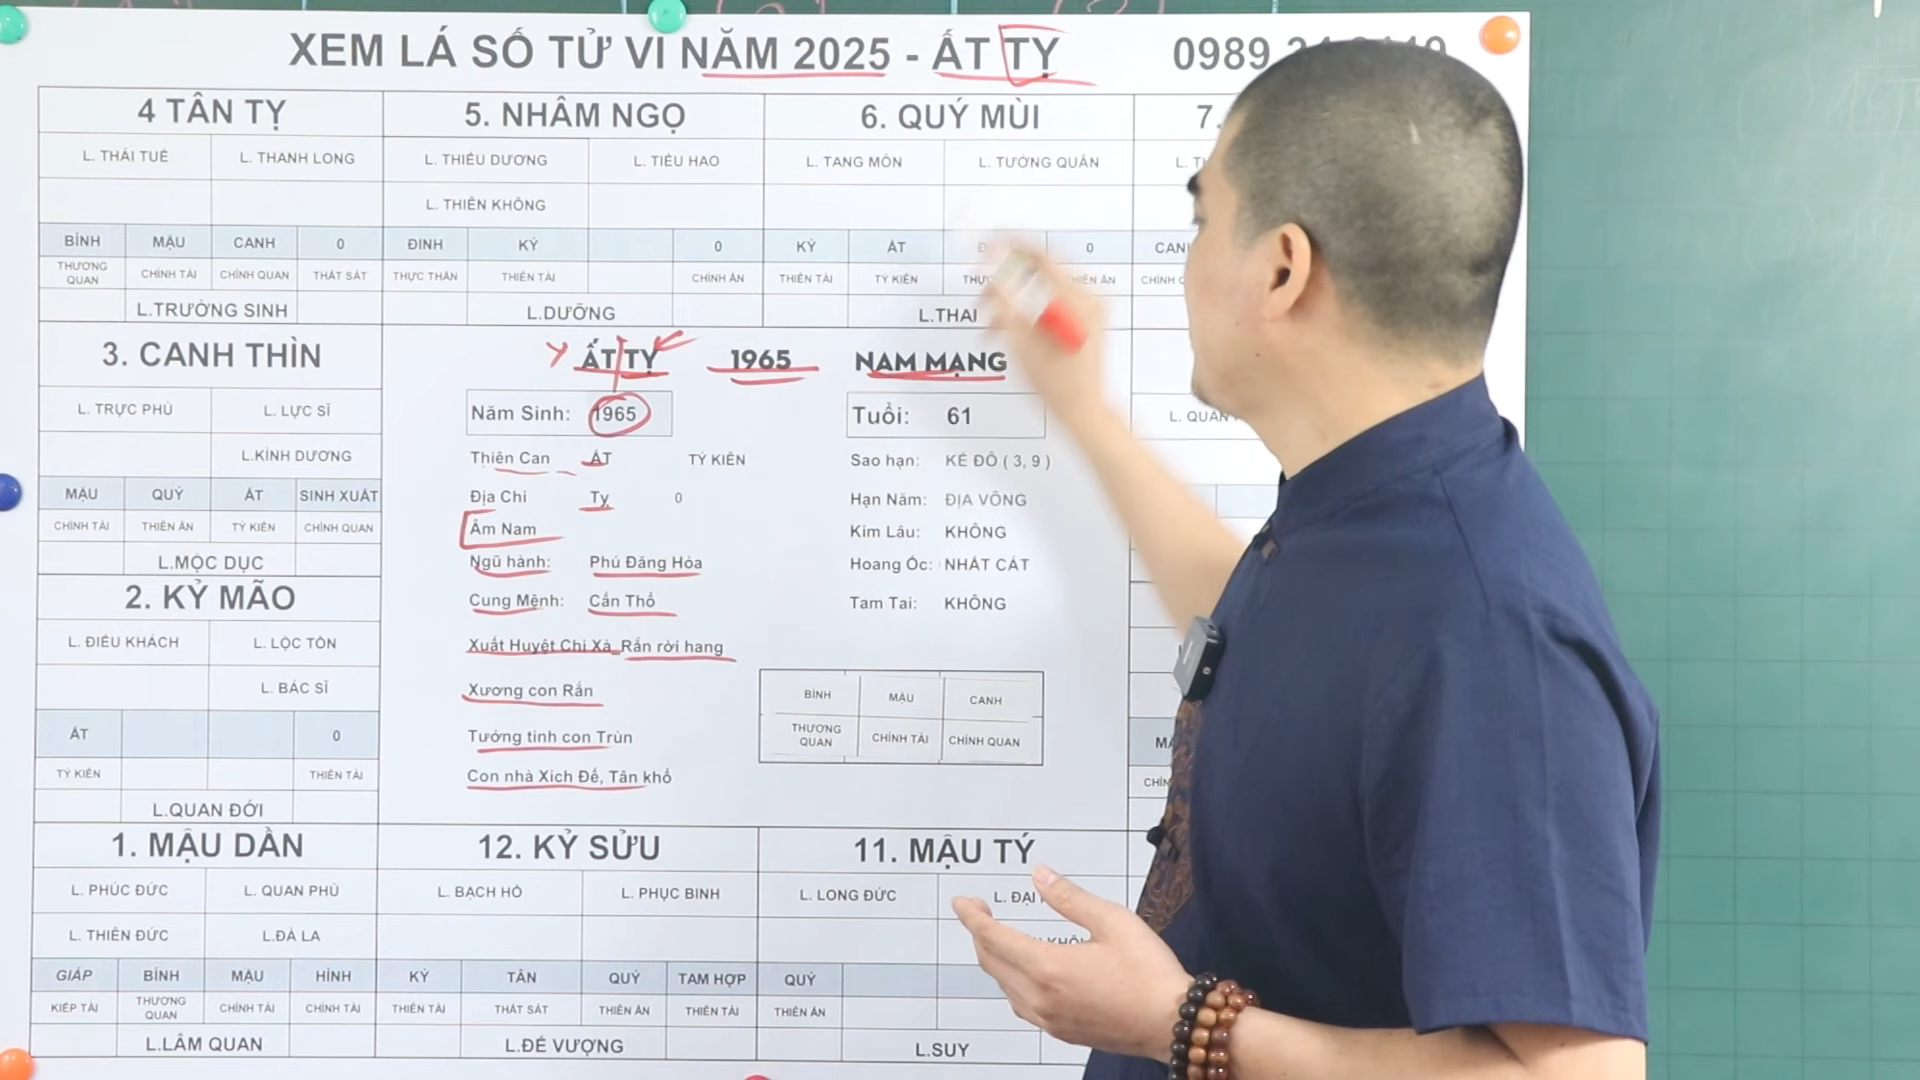 XEM LÁ SỐ TỬ VI NĂM 2025 - ẤT TỴ 0989
4 TÂN TỴ
L. THÁI TUẾ L. THANH LONG
BÍNH MẬU CANH 0
THƯƠNG QUAN CHÍNH TÀI CHÍNH QUAN THẤT SÁT
L.TRƯỜNG SINH
5. NHÂM NGỌ
L. THIẾU DƯƠNG L. TIỂU HAO
L. THIÊN KHÔNG
ĐINH KỶ 0
THỰC THẦN THIÊN TÀI CHÍNH ẤN
L.DƯỠNG
6. QUÝ MÙI
L. TANG MÔN L. TƯỚNG QUÂN
KỶ ẤT 0
THIÊN TÀI TỶ KIÊN
L.THAI
7.
CANH
3. CANH THÌN
L. TRỰC PHÙ L. LỰC SĨ
L.KÌNH DƯƠNG
MẬU QUÝ ẤT SINH XUẤT
CHÍNH TÀI THIÊN ẤN TỶ KIÊN CHÍNH QUAN
L.MỘC DỤC
2. KỶ MÃO
L. ĐIẾU KHÁCH L. LỘC TỒN
L. BÁC SĨ
ẤT 0
TỶ KIÊN THIÊN TÀI
L.QUAN ĐỚI
ẤT TỴ 1965 NAM MẠNG
Năm Sinh: 1965 Tuổi: 61
Thiên Can ẤT TỶ KIÊN Sao hạn: KẾ ĐÔ ( 3, 9 )
Địa Chi Tỵ 0 Hạn Năm: ĐỊA VÕNG
Âm Nam Kim Lâu: KHÔNG
Ngũ hành: Phú Đăng Hỏa Hoang Ốc: NHẤT CÁT
Cung Mệnh: Cấn Thổ Tam Tai: KHÔNG
Xuất Huyệt Chi Xà_Rắn rời hang
Xương con Rắn
Tướng tinh con Trùn
Con nhà Xích Đế, Tân khổ
BÍNH MẬU CANH
THƯƠNG QUAN CHÍNH TÀI CHÍNH QUAN
L. QUAN
1. MẬU DẦN
L. PHÚC ĐỨC L. QUAN PHỦ
L. THIÊN ĐỨC L.ĐÀ LA
GIÁP BÍNH MẬU HÌNH
KIẾP TÀI THƯƠNG QUAN CHÍNH TÀI CHÍNH TÀI
L.LÂM QUAN
12. KỶ SỬU
L. BẠCH HỔ L. PHỤC BINH
KỶ TÂN QUÝ TAM HỢP
THIÊN TÀI THẤT SÁT THIÊN ẤN THIÊN TÀI
L.ĐẾ VƯỢNG
11. MẬU TÝ
L. LONG ĐỨC L. ĐẠI
QUÝ
THIÊN ẤN
L.SUY